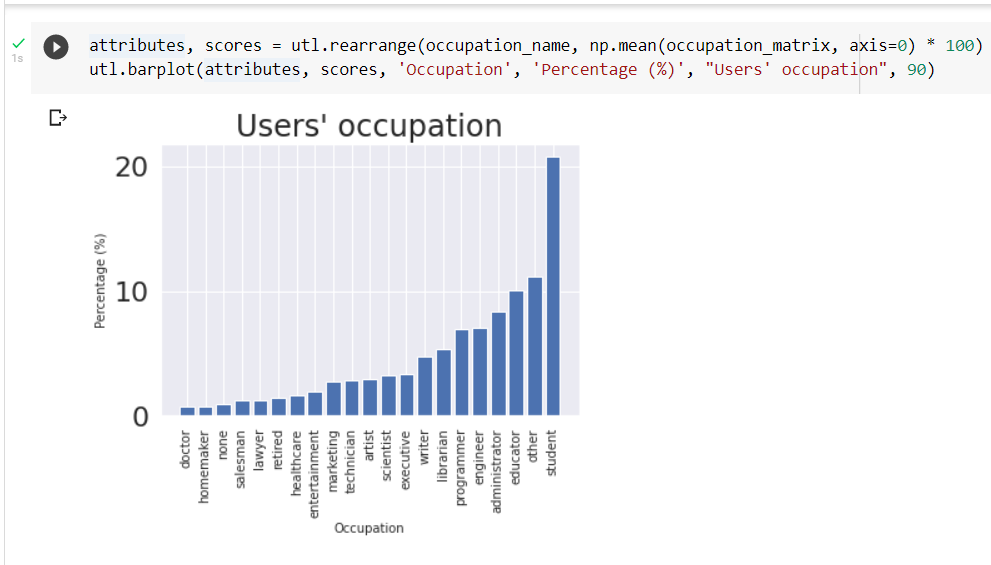 attributes, scores = utl.rearrange(occupation_name, np.mean(occupation_matrix, axis=0) * 100)
1s
utl.barplot(attributes, scores, 'Occupation', 'Percentage (%)', "Users' occupation", 90)
Users' occupation
20
10
0
Percentage (%)
doctor
homemaker
none
salesman
lawyer
retired
healthcare
entertainment
marketing
technician
artist
scientist
executive
writer
librarian
programmer
engineer
administrator
educator
other
student
Occupation